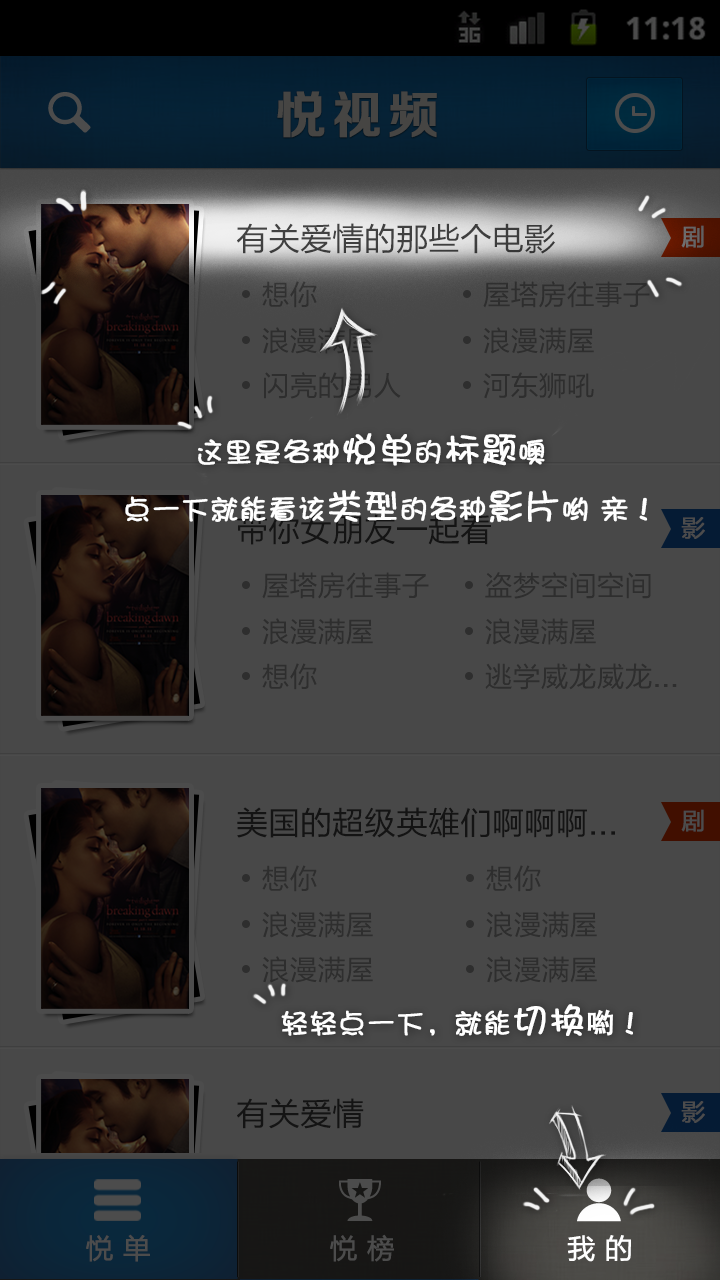 3G 11:18
悦视频
有关爱情的那些个电影 剧
• 想你 • 屋塔房往事子
• 浪漫满屋 • 浪漫满屋
• 闪亮的男人 • 河东狮吼
这里是各种悦单的标题噢
点一下就能看该类型的各种影片哟 亲！
带你女朋友一起看 影
• 屋塔房往事子 • 盗梦空间空间
• 浪漫满屋 • 浪漫满屋
• 想你 • 逃学威龙威龙...
美国的超级英雄们啊啊啊... 剧
• 想你 • 想你
• 浪漫满屋 • 浪漫满屋
• 浪漫满屋 • 浪漫满屋
轻轻点一下，就能切换哟！
有关爱情 影
悦单 悦榜 我的
breaking dawn
breaking dawn
breaking dawn